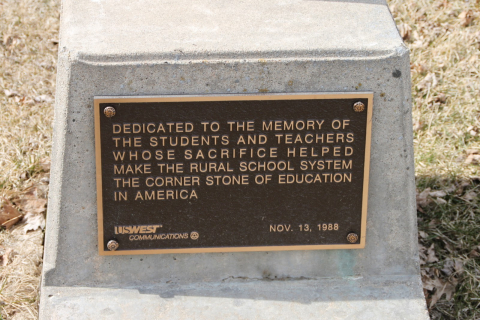 DEDICATED TO THE MEMORY OF
THE STUDENTS AND TEACHERS
WHOSE SACRIFICE HELPED
MAKE THE RURAL SCHOOL SYSTEM
THE CORNER STONE OF EDUCATION
IN AMERICA
USWEST
COMMUNICATIONS
NOV. 13, 1988